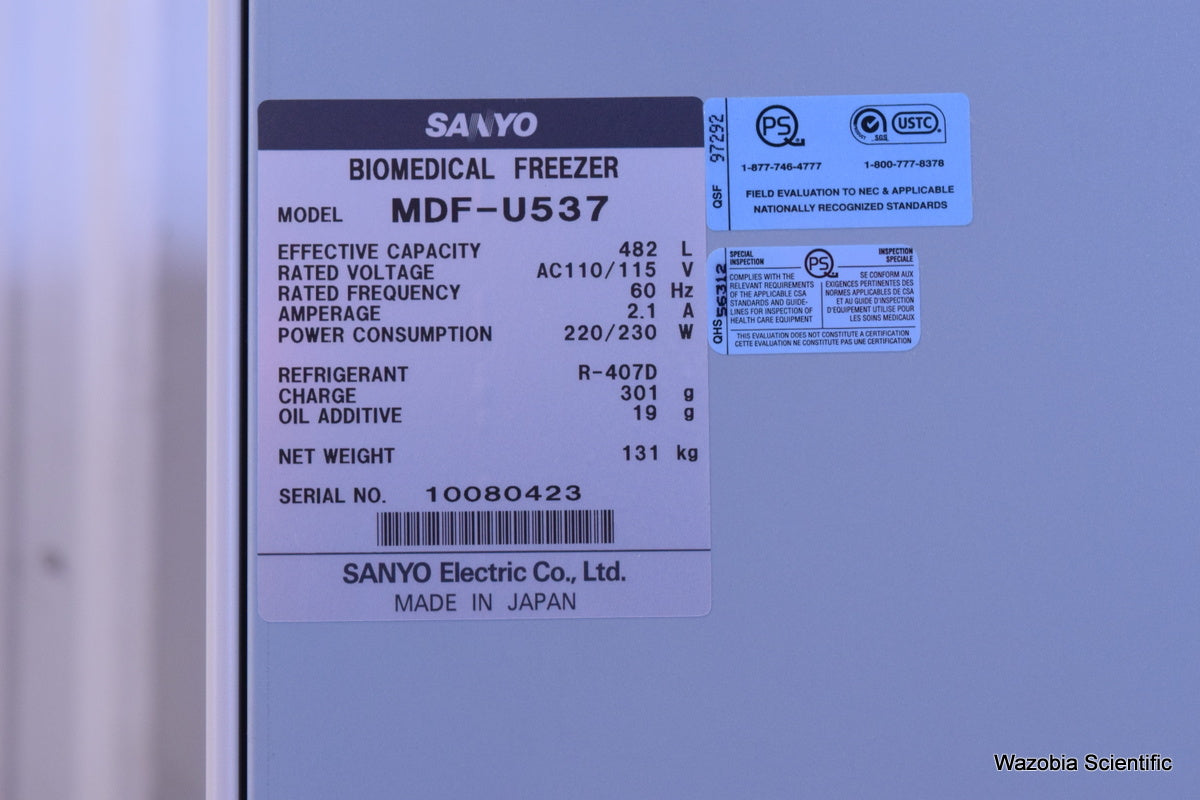 SANYO
BIOMEDICAL FREEZER
MODEL MDF-U537
EFFECTIVE CAPACITY 482 L
RATED VOLTAGE AC110/115 V
RATED FREQUENCY 60 Hz
AMPERAGE 2.1 A
POWER CONSUMPTION 220/230 W
REFRIGERANT R-407D
CHARGE 301 g
OIL ADDITIVE 19 g
NET WEIGHT 131 kg
SERIAL NO. 10080423
SANYO Electric Co., Ltd.
MADE IN JAPAN
QSF 97292
PS
SGS USTC
1-877-746-4777 1-800-777-8378
FIELD EVALUATION TO NEC & APPLICABLE
NATIONALLY RECOGNIZED STANDARDS
QHS 56312
SPECIAL
INSPECTION
PS
INSPECTION
SPECIALE
COMPLIES WITH THE
RELEVANT REQUIREMENTS
OF THE APPLICABLE CSA
STANDARDS AND GUIDE-
LINES FOR INSPECTION OF
HEALTH CARE EQUIPMENT
SE CONFORM AUX
EXIGENCES PERTINENTES DES
NORMES APPLICABLES DE CSA
ET AU GUIDE D'INSPECTION
D'EQUIPEMENT UTILISE POUR
LES SOINS MEDICAUX
THIS EVALUATION DOES NOT CONSTITUTE A CERTIFICATION
CETTE EVALUATION NE CONSTITUTE PAS UNE CERTIFICATION
Wazobia Scientific